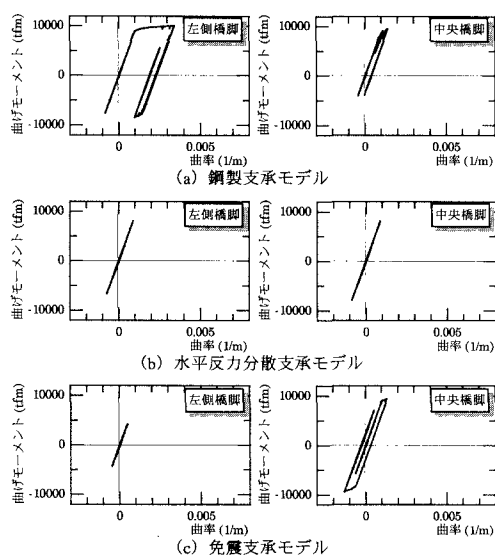 曲げモーメント (tfm)
10000
0
-10000
左側橋脚
0
0.005
曲率 (1/m)
曲げモーメント (tfm)
10000
0
-10000
中央橋脚
0
0.005
曲率 (1/m)
(a) 鋼製支承モデル
曲げモーメント (tfm)
10000
0
-10000
左側橋脚
0
0.005
曲率 (1/m)
曲げモーメント (tfm)
10000
0
-10000
中央橋脚
0
0.005
曲率 (1/m)
(b) 水平反力分散支承モデル
曲げモーメント (tfm)
10000
0
-10000
左側橋脚
0
0.005
曲率 (1/m)
曲げモーメント (tfm)
10000
0
-10000
中央橋脚
0
0.005
曲率 (1/m)
(c) 免震支承モデル